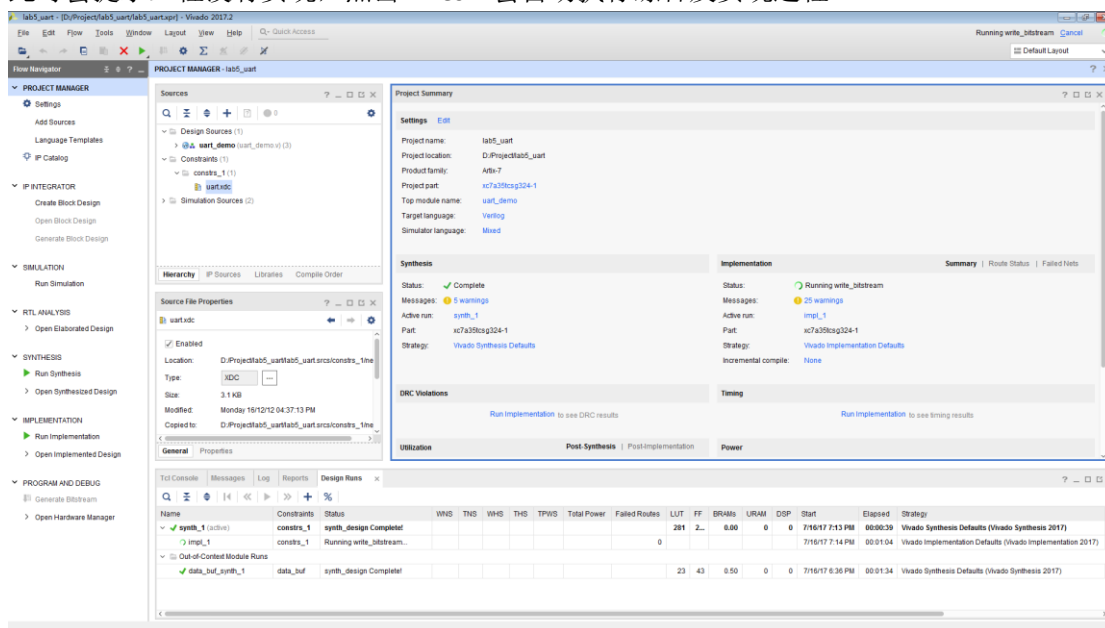 lab5_uart - [D:/Project/lab5_uart/lab5_uart.xpr] - Vivado 2017.2
File Edit Flow Tools Window Layout View Help Quick Access
Running write_bitstream Cancel
Default Layout
Flow Navigator
PROJECT MANAGER - lab5_uart
PROJECT MANAGER
Settings
Add Sources
Language Templates
IP Catalog
IP INTEGRATOR
Create Block Design
Open Block Design
Generate Block Design
SIMULATION
Run Simulation
RTL ANALYSIS
Open Elaborated Design
SYNTHESIS
Run Synthesis
Open Synthesized Design
IMPLEMENTATION
Run Implementation
Open Implemented Design
PROGRAM AND DEBUG
Generate Bitstream
Open Hardware Manager
Sources
0
Design Sources (1)
uart_demo (uart_demo.v) (3)
Constraints (1)
constrs_1 (1)
uart.xdc
Simulation Sources (2)
Hierarchy IP Sources Libraries Compile Order
Source File Properties
uart.xdc
Enabled
Location: D:/Project/lab5_uart/lab5_uart.srcs/constrs_1/ne
Type: XDC
Size: 3.1 KB
Modified: Monday 16/12/12 04:37:13 PM
Copied to: D:/Project/lab5_uart/lab5_uart.srcs/constrs_1/ne
General Properties
Project Summary
Settings Edit
Project name: lab5_uart
Project location: D:/Project/lab5_uart
Product family: Artix-7
Project part: xc7a35tcsg324-1
Top module name: uart_demo
Target language: Verilog
Simulator language: Mixed
Synthesis
Status: Complete
Messages: 5 warnings
Active run: synth_1
Part: xc7a35tcsg324-1
Strategy: Vivado Synthesis Defaults
Implementation Summary | Route Status | Failed Nets
Status: Running write_bitstream
Messages: 25 warnings
Active run: impl_1
Part: xc7a35tcsg324-1
Strategy: Vivado Implementation Defaults
Incremental compile: None
DRC Violations
Run Implementation to see DRC results
Timing
Run Implementation to see timing results
Utilization Post-Synthesis | Post-Implementation
Power
Tcl Console Messages Log Reports Design Runs
Name Constraints Status WNS TNS WHS THS TPWS Total Power Failed Routes LUT FF BRAMs URAM DSP Start Elapsed Strategy
synth_1 (active) constrs_1 synth_design Complete! 281 2... 0.00 0 0 7/16/17 7:13 PM 00:00:39 Vivado Synthesis Defaults (Vivado Synthesis 2017)
impl_1 constrs_1 Running write_bitstream... 0 7/16/17 7:14 PM 00:01:04 Vivado Implementation Defaults (Vivado Implementation 2017)
Out-of-Context Module Runs
data_buf_synth_1 data_buf synth_design Complete! 23 43 0.50 0 0 7/16/17 6:36 PM 00:01:34 Vivado Synthesis Defaults (Vivado Synthesis 2017)